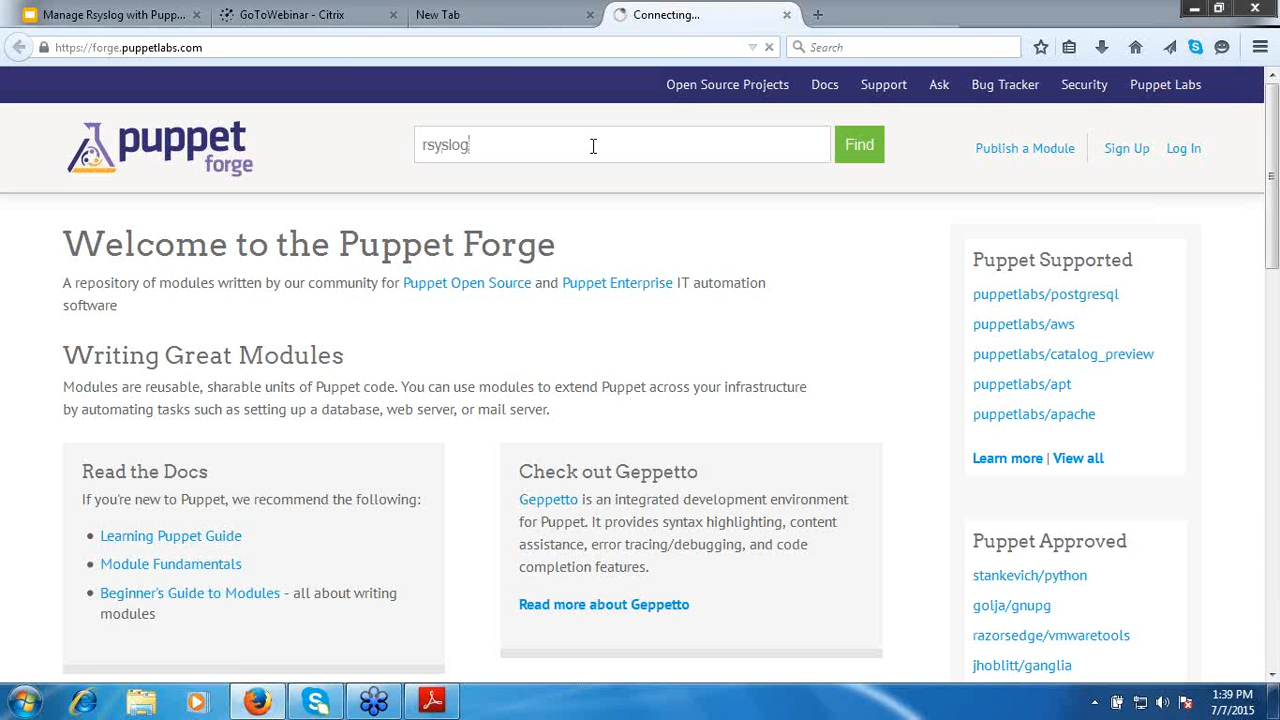 Manage Rsyslog with Pupp...
GoToWebinar - Citrix
New Tab
Connecting...
https://forge.puppetlabs.com
Search
Open Source Projects
Docs
Support
Ask
Bug Tracker
Security
Puppet Labs
puppet
forge
rsyslog
Find
Publish a Module
Sign Up
Log In
Welcome to the Puppet Forge
A repository of modules written by our community for Puppet Open Source and Puppet Enterprise IT automation
software
Writing Great Modules
Modules are reusable, sharable units of Puppet code. You can use modules to extend Puppet across your infrastructure
by automating tasks such as setting up a database, web server, or mail server.
Read the Docs
If you're new to Puppet, we recommend the following:
Learning Puppet Guide
Module Fundamentals
Beginner's Guide to Modules - all about writing
modules
Check out Geppetto
Geppetto is an integrated development environment
for Puppet. It provides syntax highlighting, content
assistance, error tracing/debugging, and code
completion features.
Read more about Geppetto
Puppet Supported
puppetlabs/postgresql
puppetlabs/aws
puppetlabs/catalog_preview
puppetlabs/apt
puppetlabs/apache
Learn more | View all
Puppet Approved
stankevich/python
golja/gnupg
razorsedge/vmwaretools
jhoblitt/ganglia
1:39 PM
7/7/2015